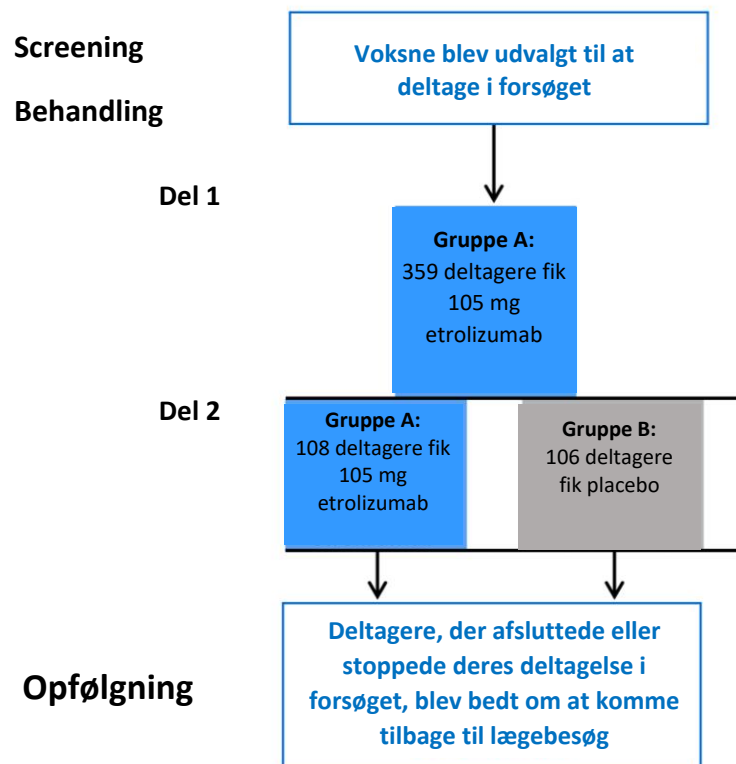 Screening
Voksne blev udvalgt til at
deltage i forsøget
Behandling
Del 1
Gruppe A:
359 deltagere fik
105 mg
etrolizumab
Del 2
Gruppe A:
108 deltagere fik
105 mg
etrolizumab
Gruppe B:
106 deltagere
fik placebo
Opfølgning
Deltagere, der afsluttede eller
stoppede deres deltagelse i
forsøget, blev bedt om at komme
tilbage til lægebesøg